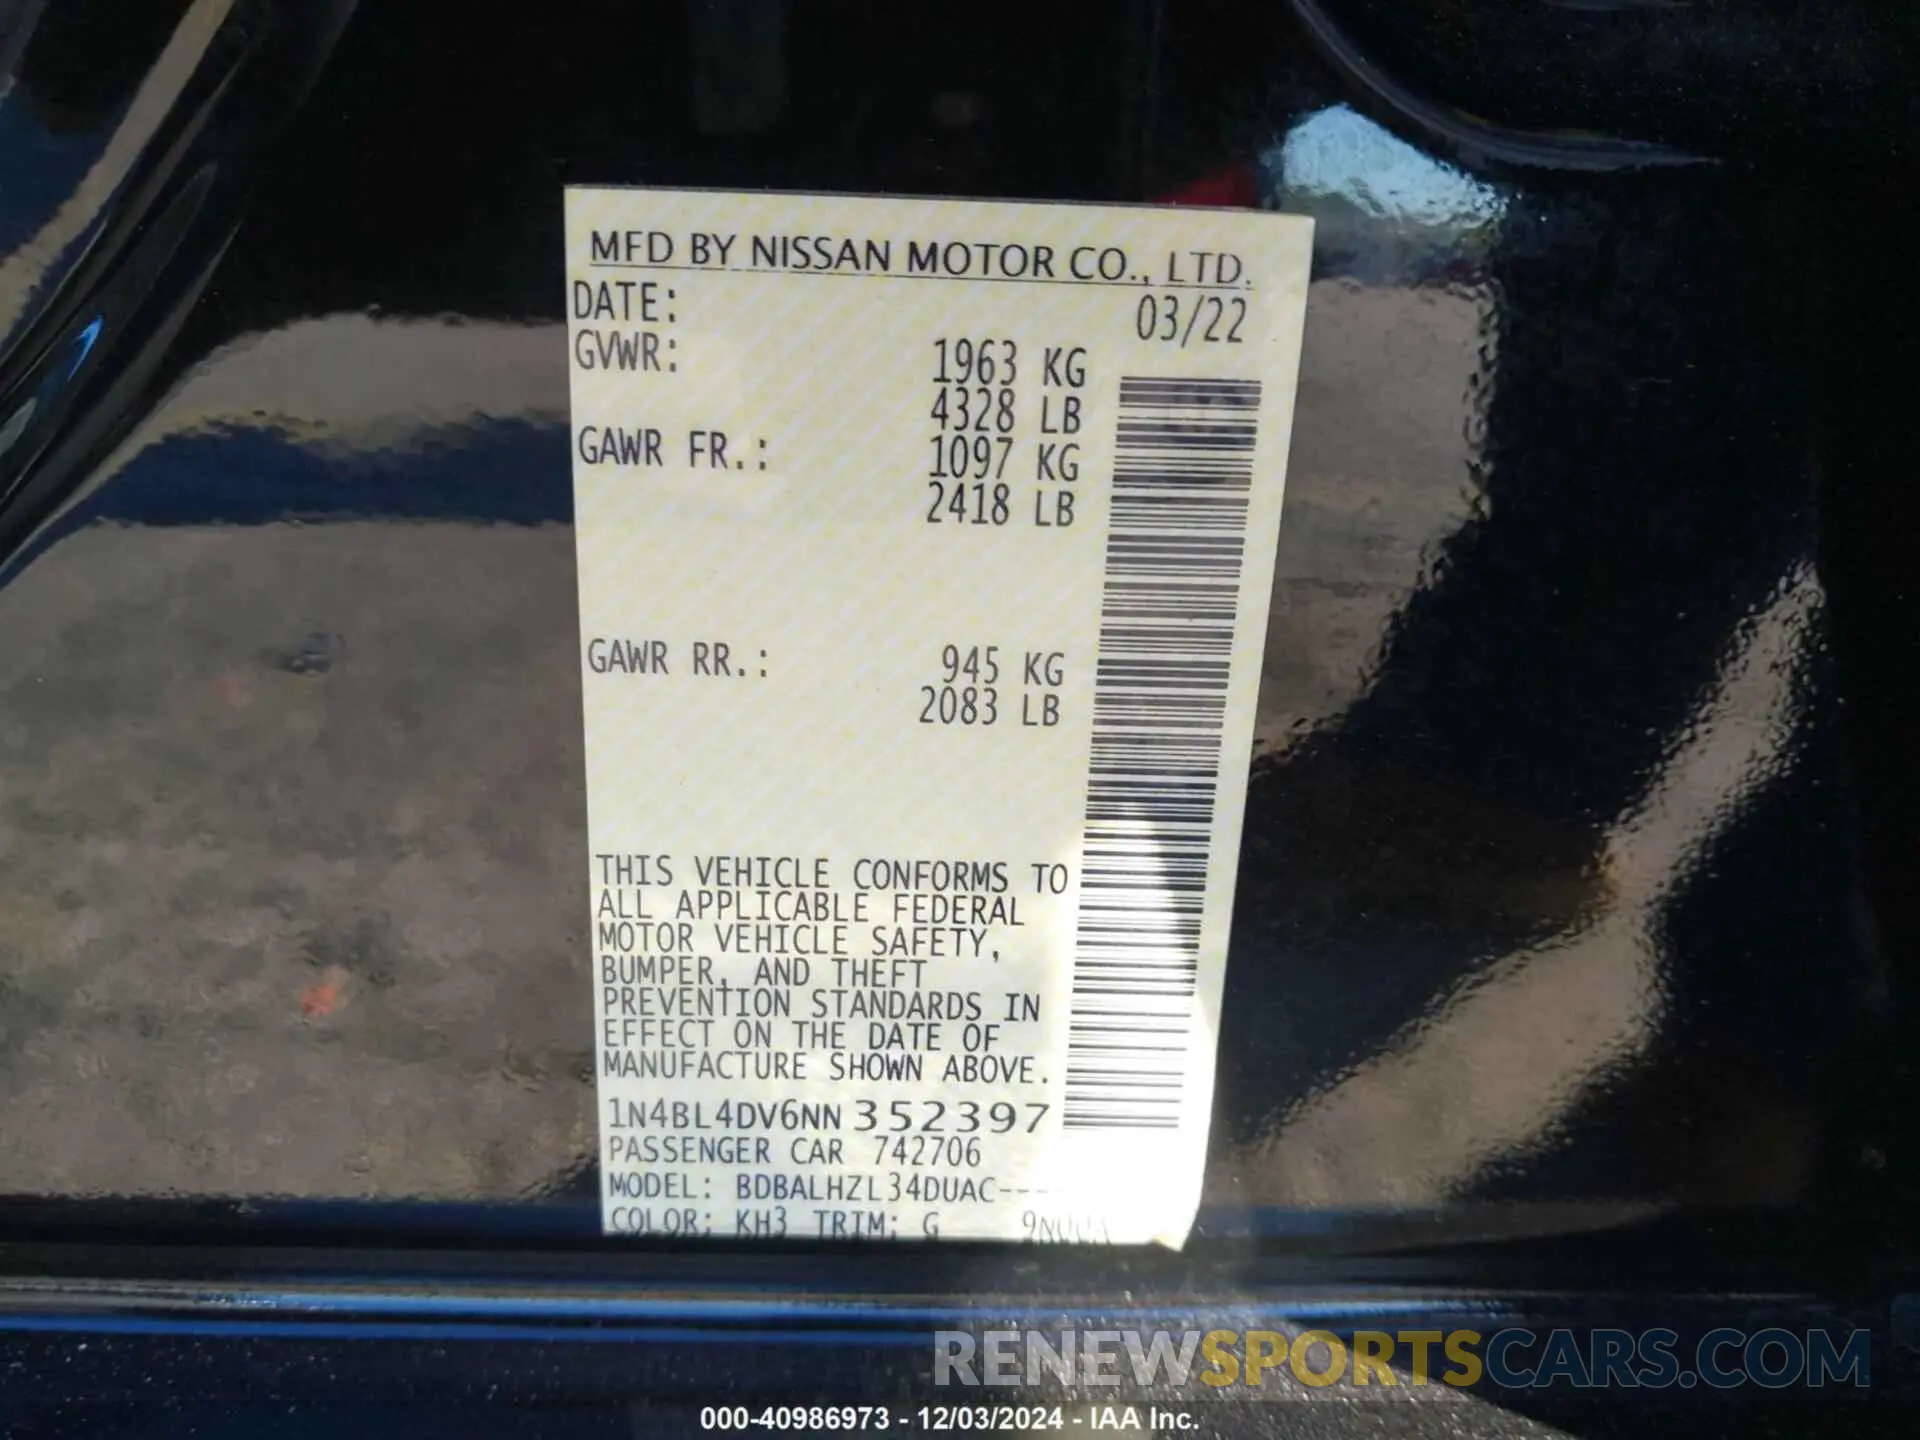 MFD BY NISSAN MOTOR CO., LTD.
DATE: 03/22
GVWR: 1963 KG
4328 LB
GAWR FR.: 1097 KG
2418 LB
GAWR RR.: 945 KG
2083 LB
THIS VEHICLE CONFORMS TO
ALL APPLICABLE FEDERAL
MOTOR VEHICLE SAFETY,
BUMPER, AND THEFT
PREVENTION STANDARDS IN
EFFECT ON THE DATE OF
MANUFACTURE SHOWN ABOVE.
1N4BL4DV6NN352397
PASSENGER CAR 742706
MODEL: BDBALHZL34DUAC---
COLOR: KH3 TRIM: G
RENEWSPORTSCARS.COM
000-40986973 - 12/03/2024 - IAA Inc.